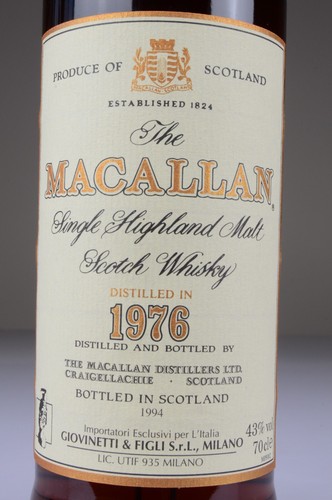 PRODUCE OF SCOTLAND
ESTABLISHED 1824
The
MACALLAN
Single Highland Malt
Scotch Whisky
DISTILLED IN
1976
DISTILLED AND BOTTLED BY
THE MACALLAN DISTILLERS LTD.
CRAIGELLACHIE · SCOTLAND
BOTTLED IN SCOTLAND
1994
Importatori Esclusivi per L'Italia
GIOVINETTI & FIGLI S.r.L., MILANO
LIC. UTIF 935 MILANO
43% vol
70cl e